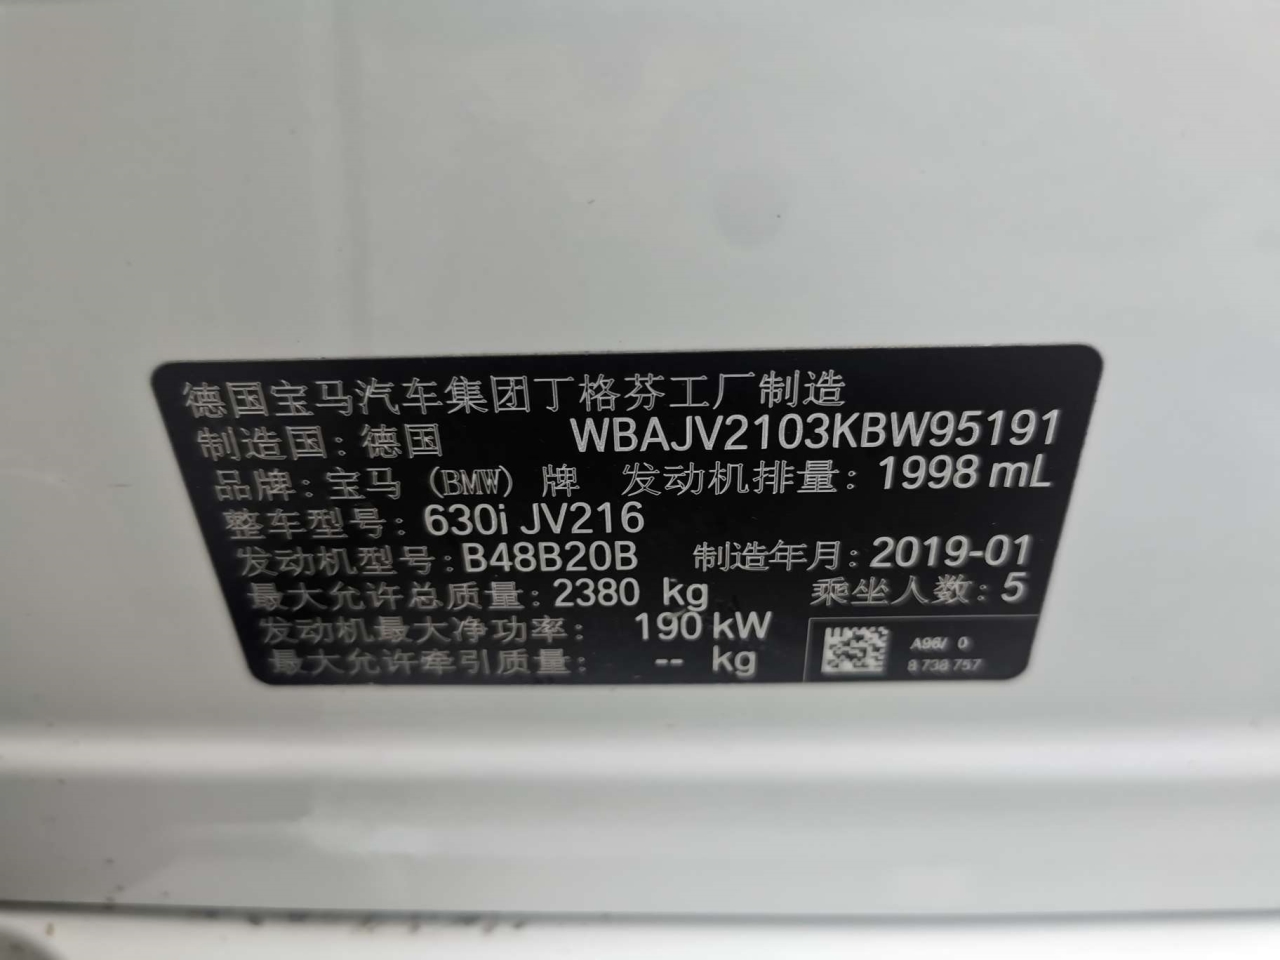 德国宝马汽车集团丁格芬工厂制造
制造国：德国 WBAJV2103KBW95191
品牌：宝马 (BMW) 牌 发动机排量：1998 mL
整车型号：630i JV216
发动机型号：B48B20B 制造年月：2019-01
最大允许总质量：2380 kg 乘坐人数：5
发动机最大净功率： 190 kW
最大允许牵引质量： -- kg
A96/ 0
8 738 757